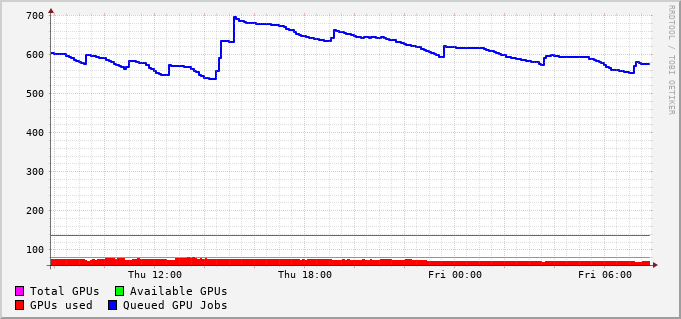 700
600
500
400
300
200
100
Thu 12:00 Thu 18:00 Fri 00:00 Fri 06:00
Total GPUs Available GPUs
GPUs used Queued GPU Jobs
RRDTOOL / TOBI OETIKER